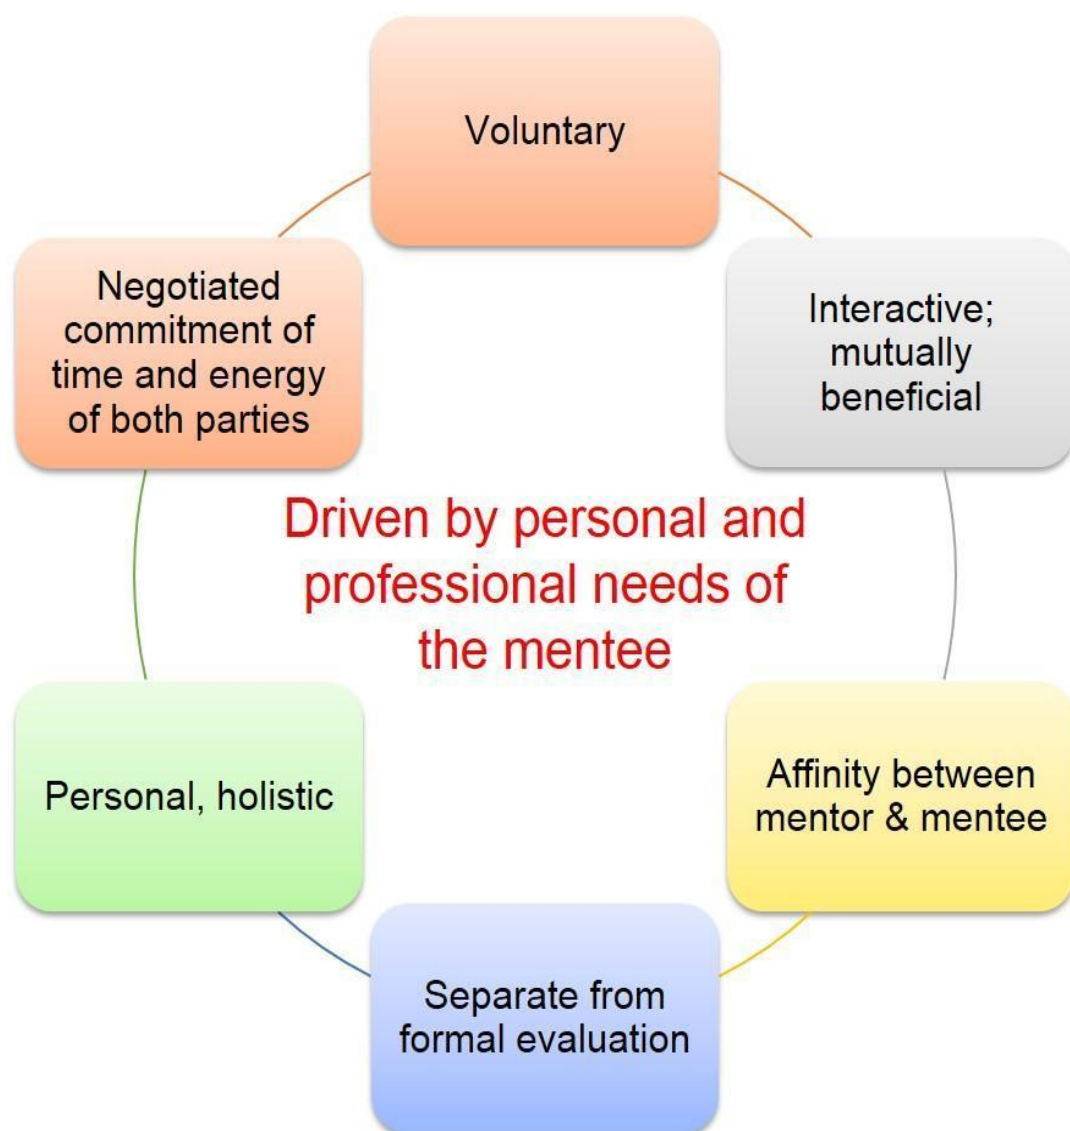 Voluntary
Interactive;
mutually
beneficial
Affinity between
mentor & mentee
Separate from
formal evaluation
Personal, holistic
Negotiated
commitment of
time and energy
of both parties
Driven by personal and
professional needs of
the mentee